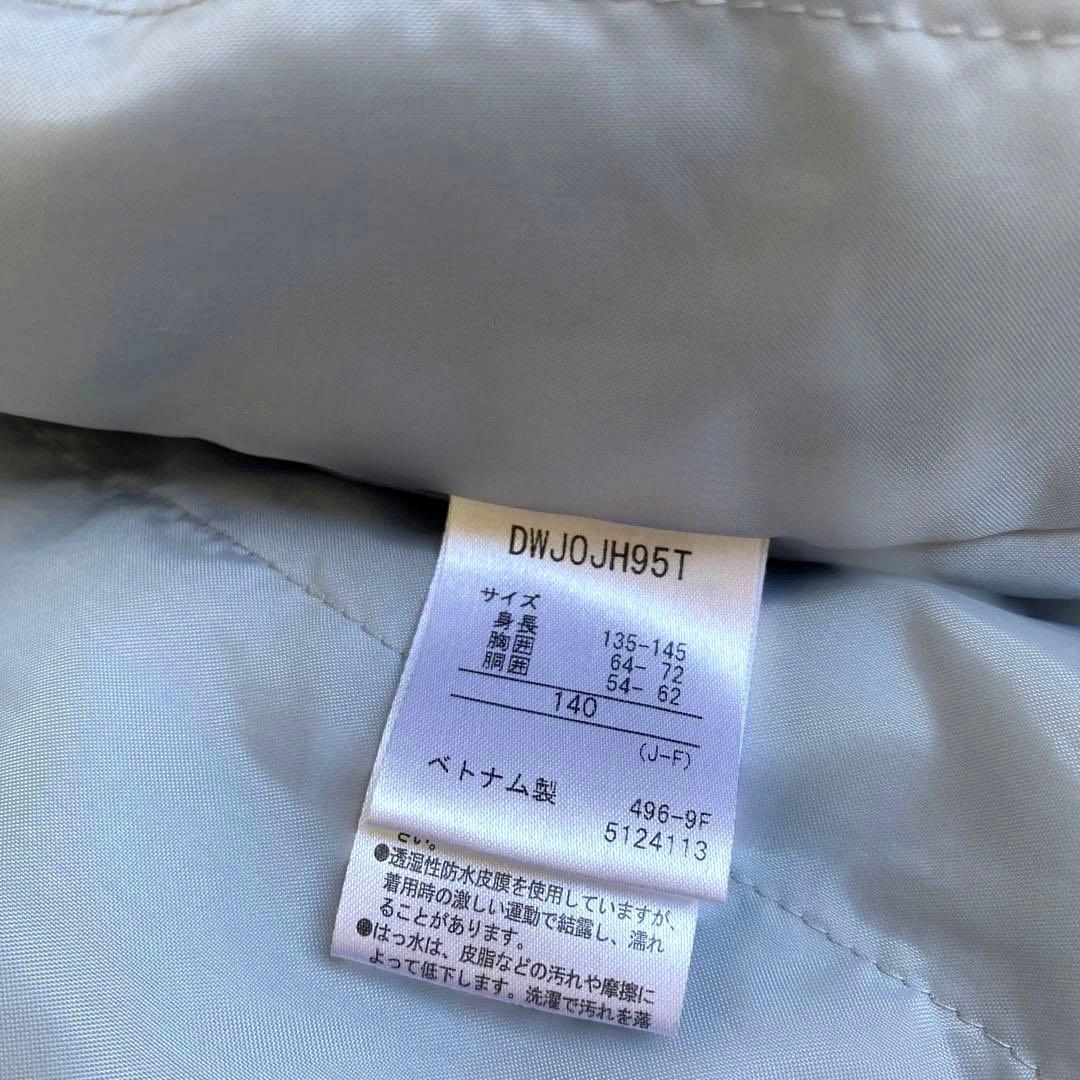 DWJOJH95T
サイズ
身長 135-145
胸囲 64- 72
胴囲 54- 62
140
(J-F)
ベトナム製 496-9F
5124113
さい。
●透湿性防水皮膜を使用していますが、
着用時の激しい運動で結露し、濡れ
ることがあります。
●はっ水は、皮脂などの汚れや摩擦に
よって低下します。洗濯で汚れを落